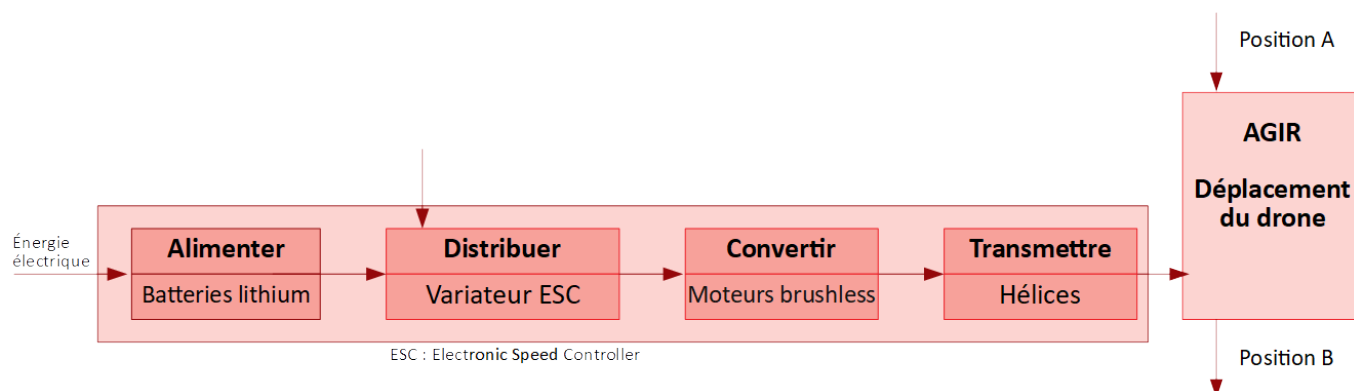 Position A
AGIR
Déplacement
du drone
Énergie
électrique
Alimenter
Batteries lithium
Distribuer
Variateur ESC
Convertir
Moteurs brushless
Transmettre
Hélices
ESC : Electronic Speed Controller
Position B